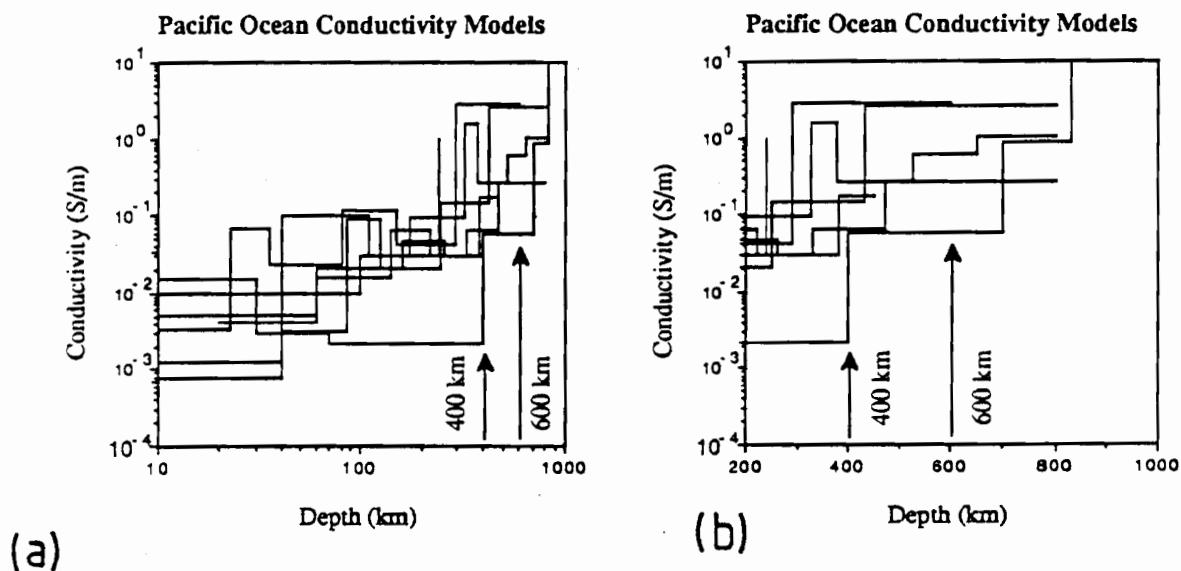 Pacific Ocean Conductivity Models
10^1
10^0
10^-1
10^-2
10^-3
10^-4
Conductivity (S/m)
400 km
600 km
10
100
1000
Depth (km)
(a)
Pacific Ocean Conductivity Models
10^1
10^0
10^-1
10^-2
10^-3
10^-4
Conductivity (S/m)
400 km
600 km
200
400
600
800
1000
Depth (km)
(b)